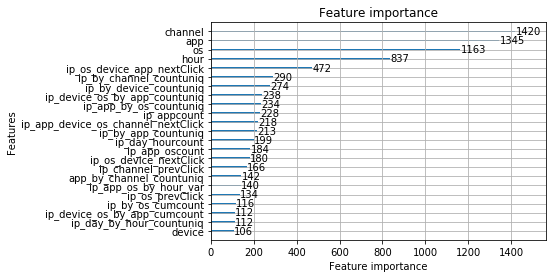 Feature importance
channel 1420
app 1345
os 1163
hour 837
ip_os_device_app_nextClick 472
ip_by_channel_countuniq 290
ip_by_device_countuniq 274
ip_device_os_by_app_countuniq 238
ip_app_by_os_countuniq 234
ip_appcount 228
ip_app_device_os_channel_nextClick 218
ip_by_app_countuniq 213
ip_day_hourcount 199
ip_app_oscount 184
ip_os_device_nextClick 180
ip_channel_prevClick 166
app_by_channel_countuniq 142
ip_app_os_by_hour_var 140
ip_os_prevClick 134
ip_by_os_cumcount 116
ip_device_os_by_app_cumcount 112
ip_day_by_hour_countuniq 112
device 106
Features
0 200 400 600 800 1000 1200 1400
Feature importance